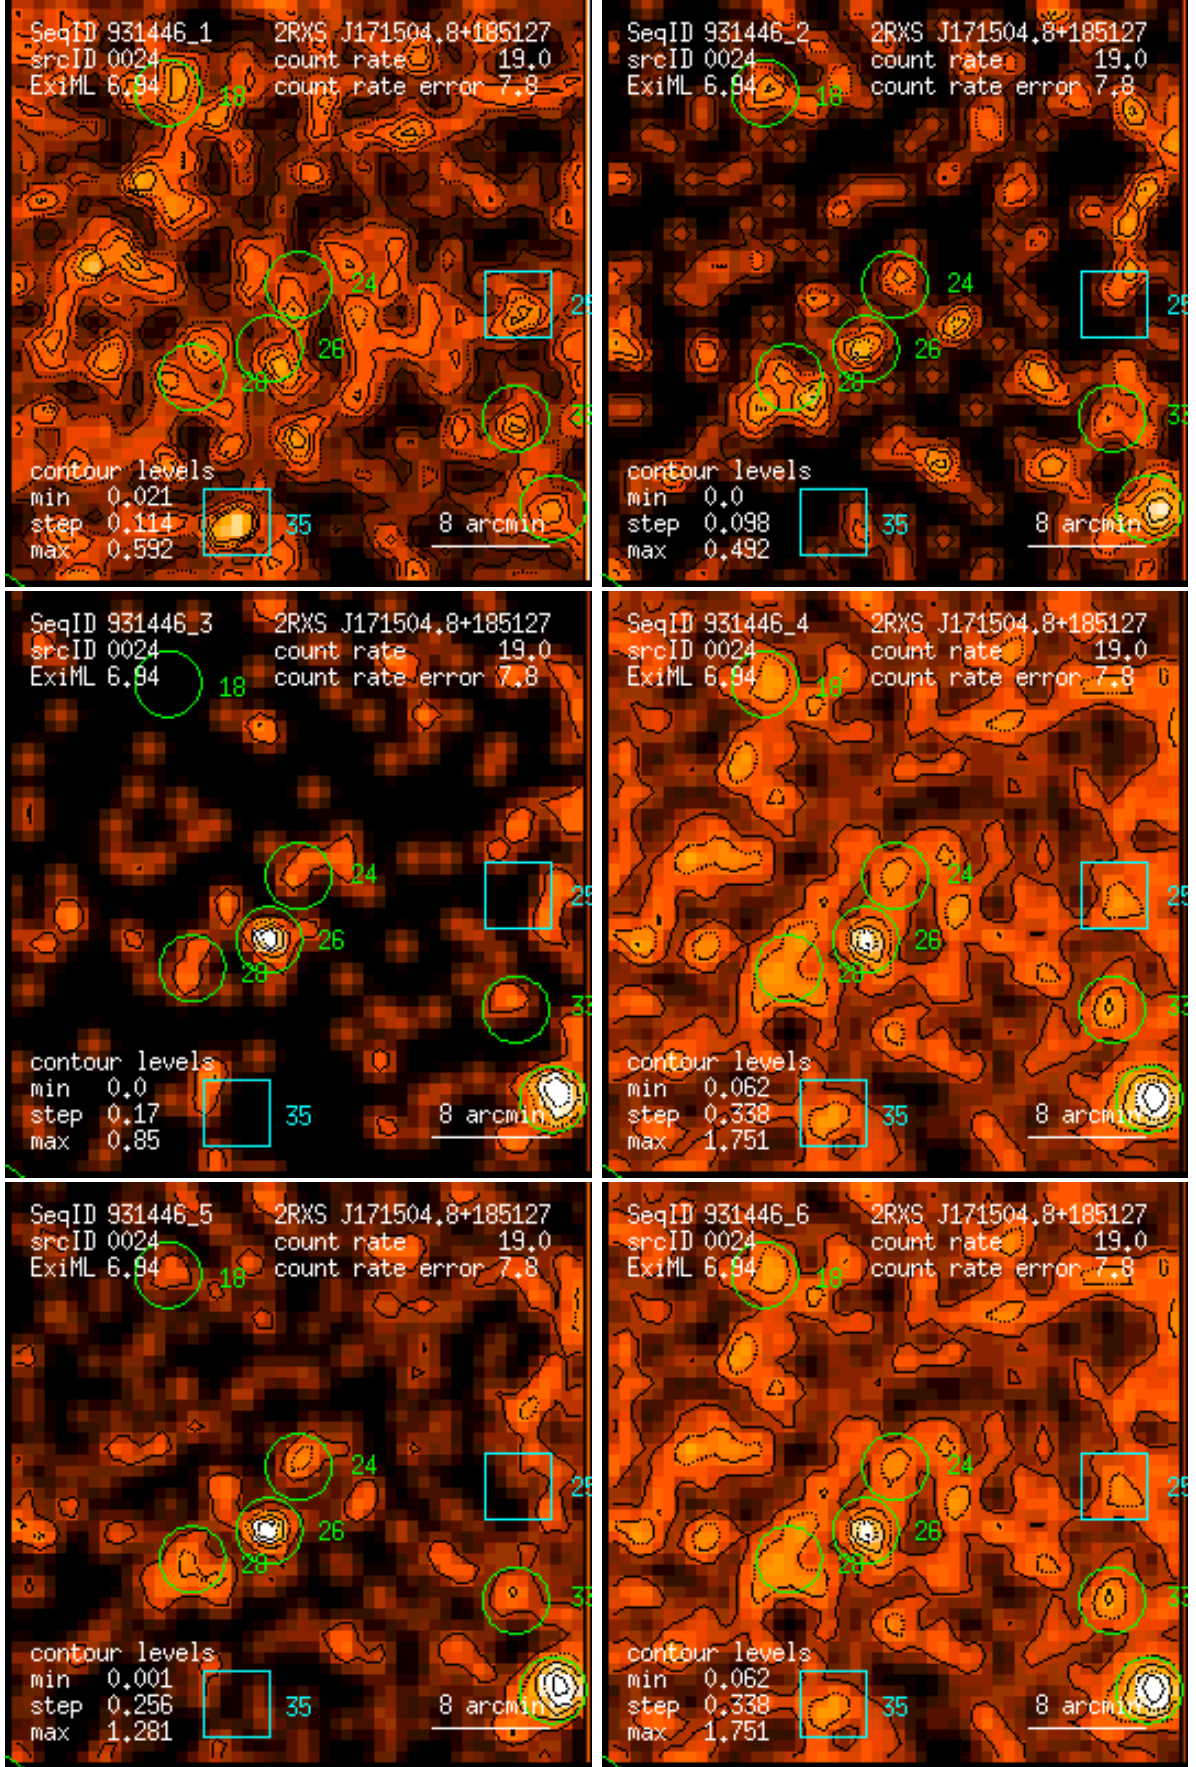 SeqID 931446_1 2RXS J171504.8+185127
srcID 0024 count rate 19.0
ExiML 6.94 count rate error 7.8
18
24
25
26
28
33
contour levels
min 0.021
step 0.114 35 8 arcmin
max 0.592
SeqID 931446_2 2RXS J171504.8+185127
srcID 0024 count rate 19.0
ExiML 6.94 count rate error 7.8
18
24
25
26
28
33
contour levels
min 0.0
step 0.098 35 8 arcmin
max 0.492
SeqID 931446_3 2RXS J171504.8+185127
srcID 0024 count rate 19.0
ExiML 6.94 count rate error 7.8
18
24
25
26
28
33
contour levels
min 0.0
step 0.17 35 8 arcmin
max 0.85
SeqID 931446_4 2RXS J171504.8+185127
srcID 0024 count rate 19.0
ExiML 6.94 count rate error 7.8
18
24
25
26
28
33
contour levels
min 0.062
step 0.338 35 8 arcmin
max 1.751
SeqID 931446_5 2RXS J171504.8+185127
srcID 0024 count rate 19.0
ExiML 6.94 count rate error 7.8
18
24
25
26
28
33
contour levels
min 0.001
step 0.256 35 8 arcmin
max 1.281
SeqID 931446_6 2RXS J171504.8+185127
srcID 0024 count rate 19.0
ExiML 6.94 count rate error 7.8
18
24
25
26
28
33
contour levels
min 0.062
step 0.338 35 8 arcmin
max 1.751